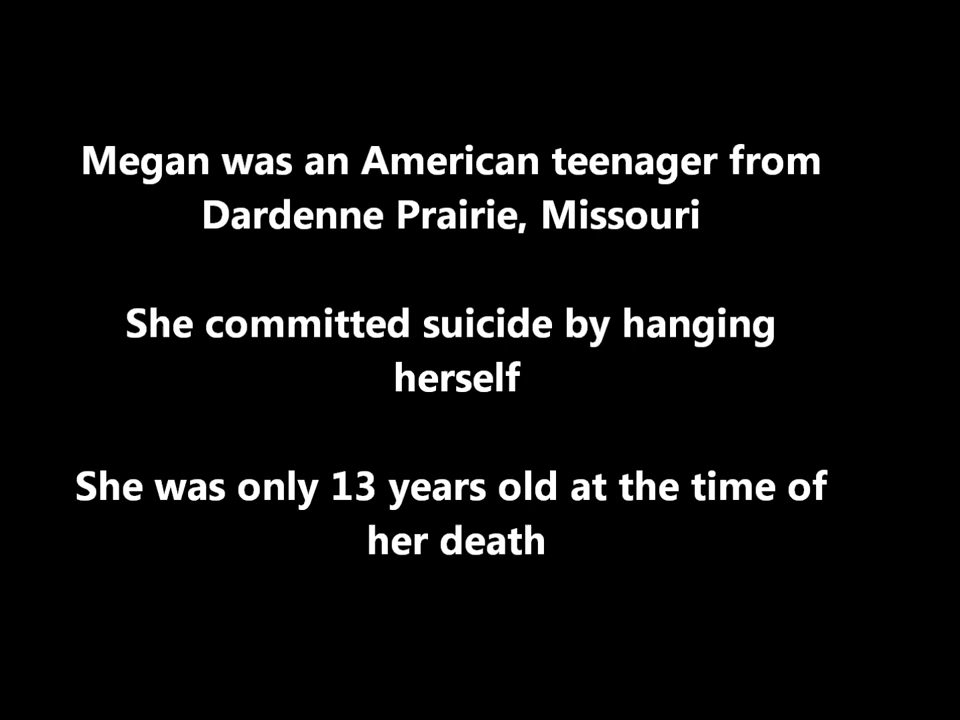 Megan was an American teenager from
Dardenne Prairie, Missouri
She committed suicide by hanging
herself
She was only 13 years old at the time of
her death